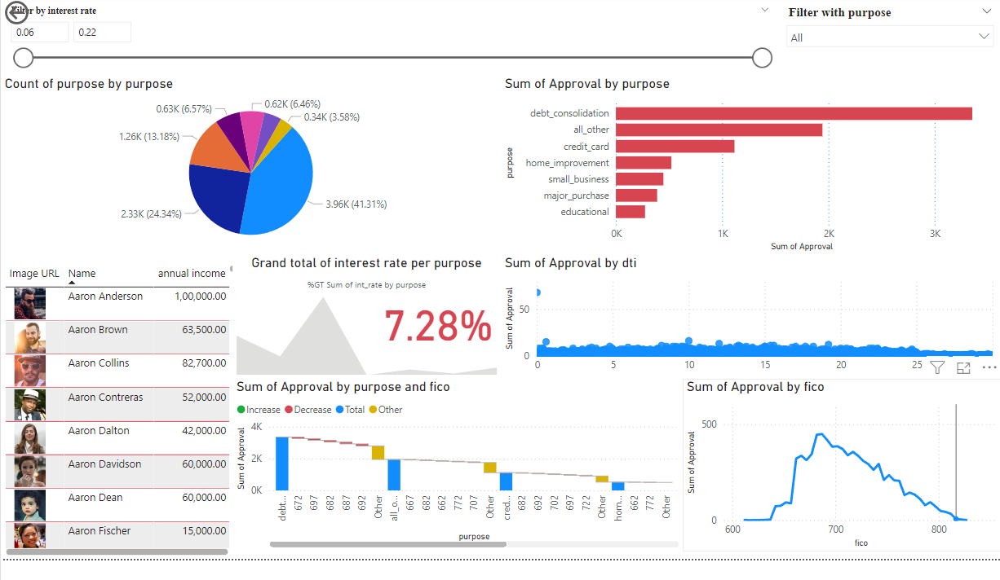 Filter by interest rate
0.06
0.22
Filter with purpose
All
Count of purpose by purpose
0.63K (6.57%)
0.62K (6.46%)
0.34K (3.58%)
1.26K (13.18%)
2.33K (24.34%)
3.96K (41.31%)
Sum of Approval by purpose
purpose
debt_consolidation
all_other
credit_card
home_improvement
small_business
major_purchase
educational
0K 1K 2K 3K
Sum of Approval
Image URL Name annual income
Aaron Anderson 1,00,000.00
Aaron Brown 63,500.00
Aaron Collins 82,700.00
Aaron Contreras 52,000.00
Aaron Dalton 42,000.00
Aaron Davidson 60,000.00
Aaron Dean 60,000.00
Aaron Fischer 15,000.00
Grand total of interest rate per purpose
%GT Sum of int_rate by purpose
7.28%
Sum of Approval by dti
Sum of Approval
50
0
0 5 10 15 20 25
Sum of Approval by purpose and fico
Increase Decrease Total Other
Sum of Approval
4K
2K
0K
debt... 672 697 682 687 692 Other all_o... 667 682 662 772 707 Other cred... 682 692 702 697 722 Other hom... 662 772 Other
purpose
Sum of Approval by fico
Sum of Approval
500
0
600 700 800
fico